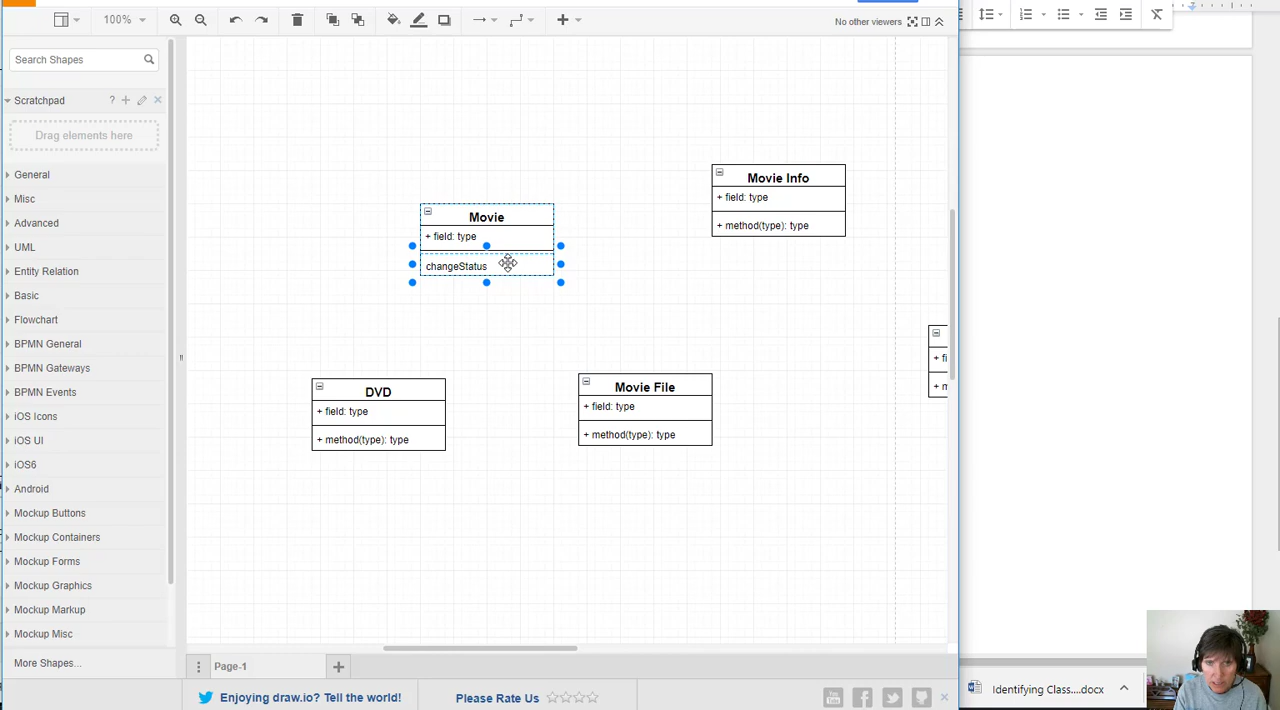 100%
No other viewers
Search Shapes
Scratchpad
?
Drag elements here
General
Misc
Advanced
UML
Entity Relation
Basic
Flowchart
BPMN General
BPMN Gateways
BPMN Events
iOS Icons
iOS UI
iOS6
Android
Mockup Buttons
Mockup Containers
Mockup Forms
Mockup Graphics
Mockup Markup
Mockup Misc
More Shapes...
Movie
+ field: type
changeStatus
Movie Info
+ field: type
+ method(type): type
DVD
+ field: type
+ method(type): type
Movie File
+ field: type
+ method(type): type
+ fi
+ m
Page-1
Enjoying draw.io? Tell the world!
Please Rate Us
Identifying Class....docx